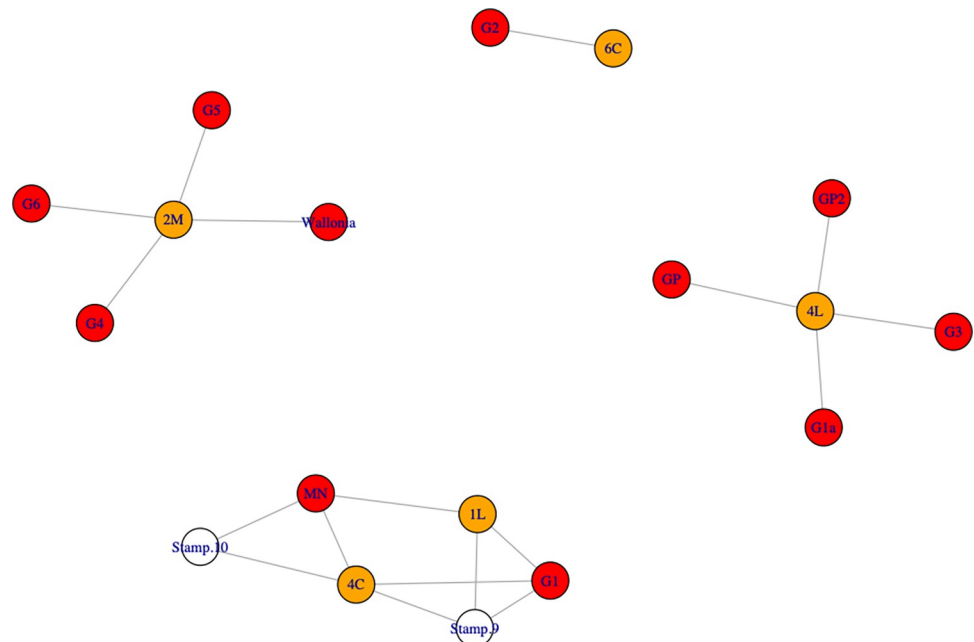 G2
6C
G5
G6
2M
Wallonia
G4
GP2
GP
4L
G3
G1a
MN
1L
Stamp.10
4C
G1
Stamp.9